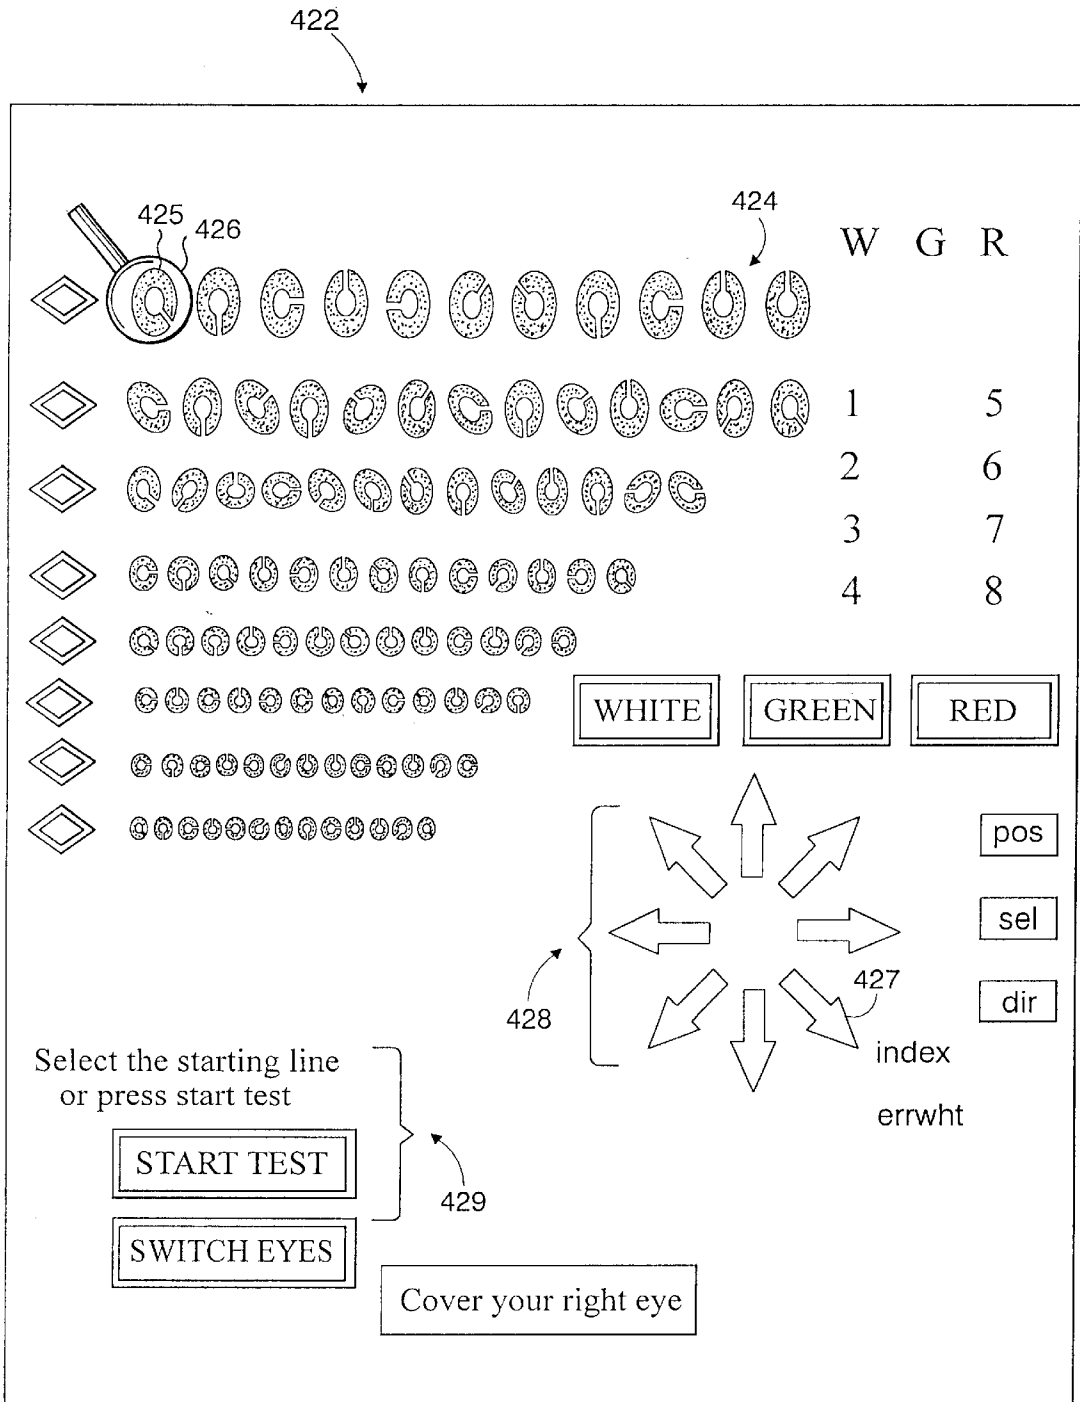 422
425
426
424
W G R
1 5
2 6
3 7
4 8
WHITE GREEN RED
pos
sel
dir
428
427
index
errwht
Select the starting line
or press start test
START TEST
429
SWITCH EYES
Cover your right eye